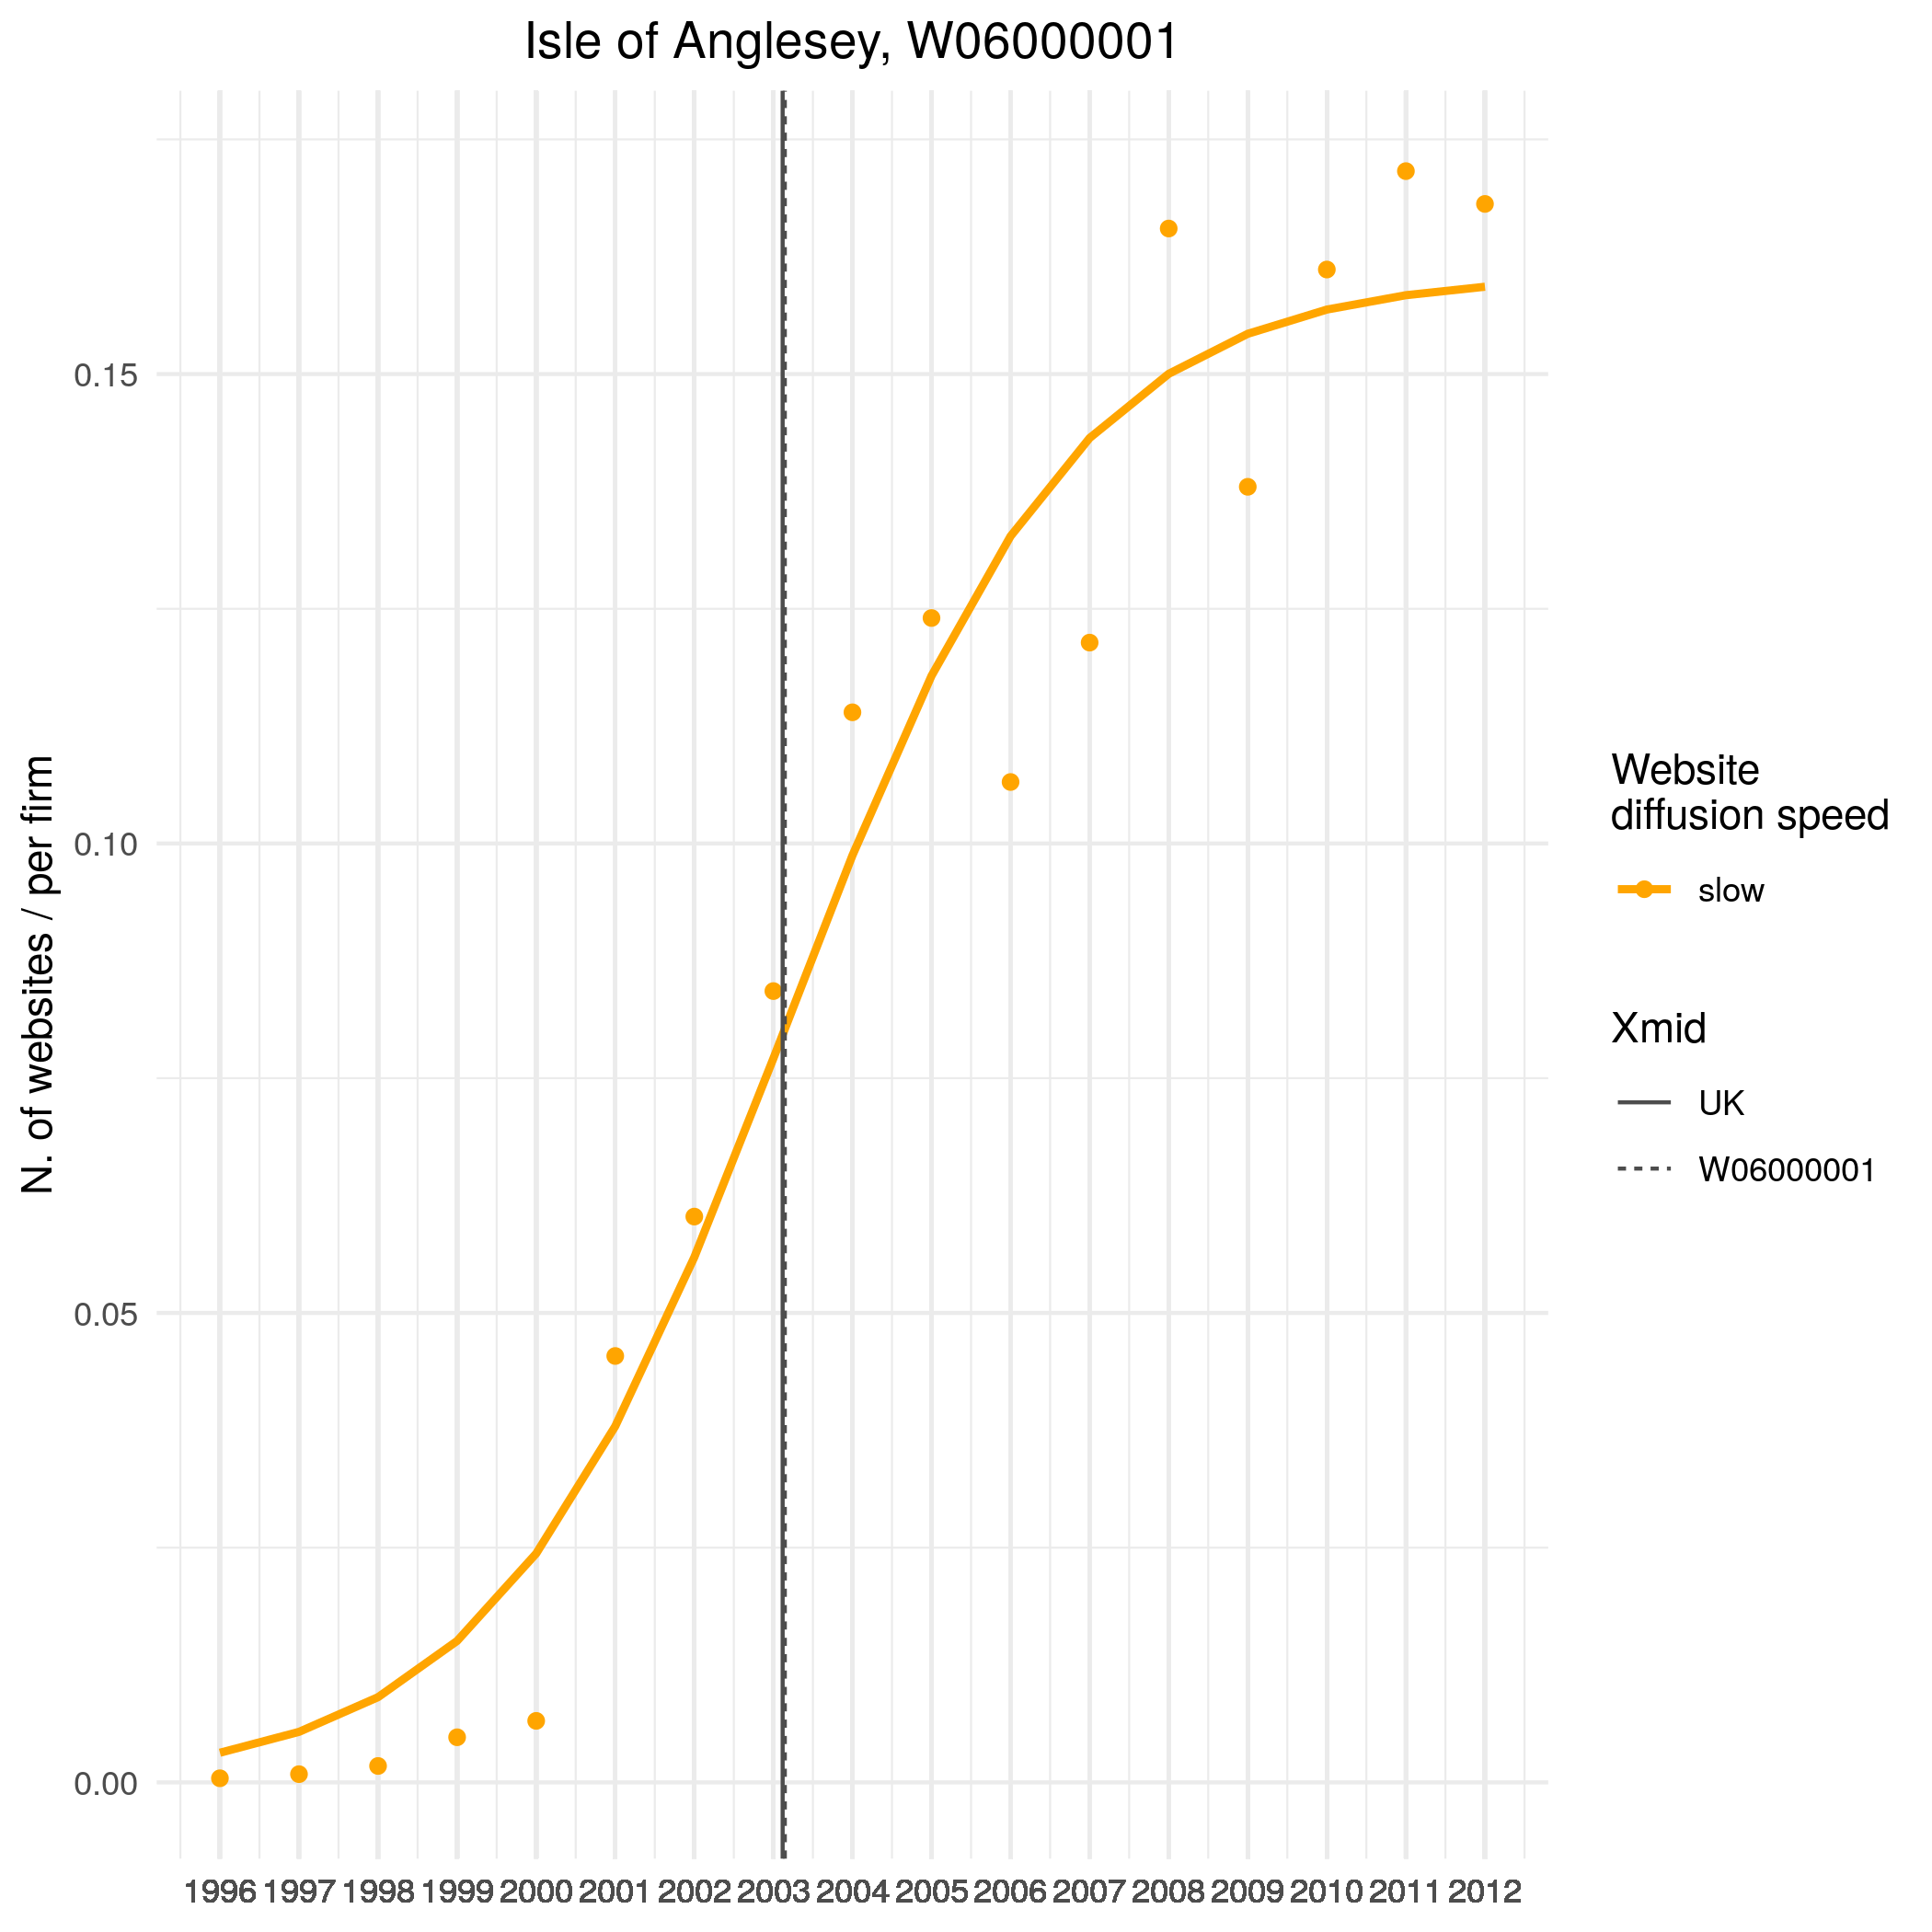 Isle of Anglesey, W06000001
N. of websites / per firm
0.15
0.10
0.05
0.00
1996 1997 1998 1999 2000 2001 2002 2003 2004 2005 2006 2007 2008 2009 2010 2011 2012
Website
diffusion speed
slow
Xmid
UK
W06000001